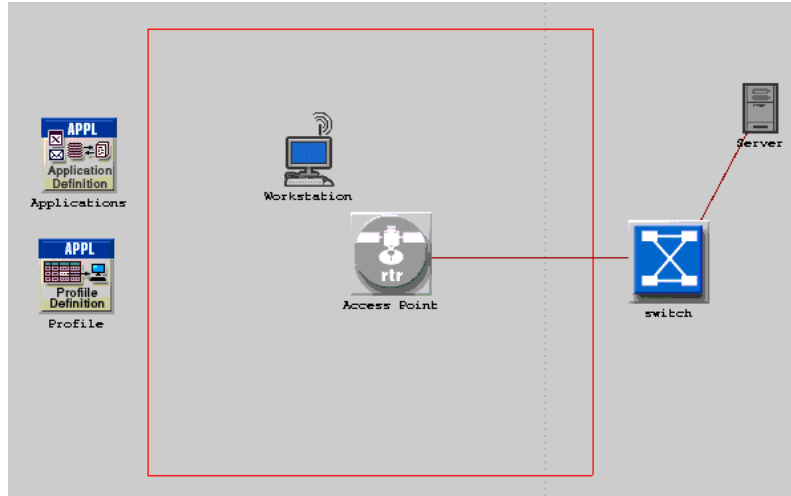 APPL
Application
Definition
Applications
APPL
Profile
Definition
Profile
Workstation
rtr
Access Point
switch
Server